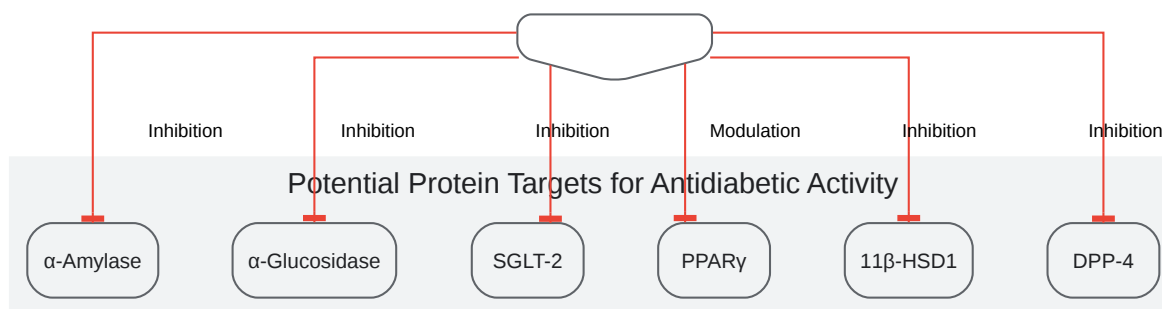 Inhibition Inhibition Inhibition Modulation Inhibition Inhibition
Potential Protein Targets for Antidiabetic Activity
α-Amylase α-Glucosidase SGLT-2 PPARγ 11β-HSD1 DPP-4